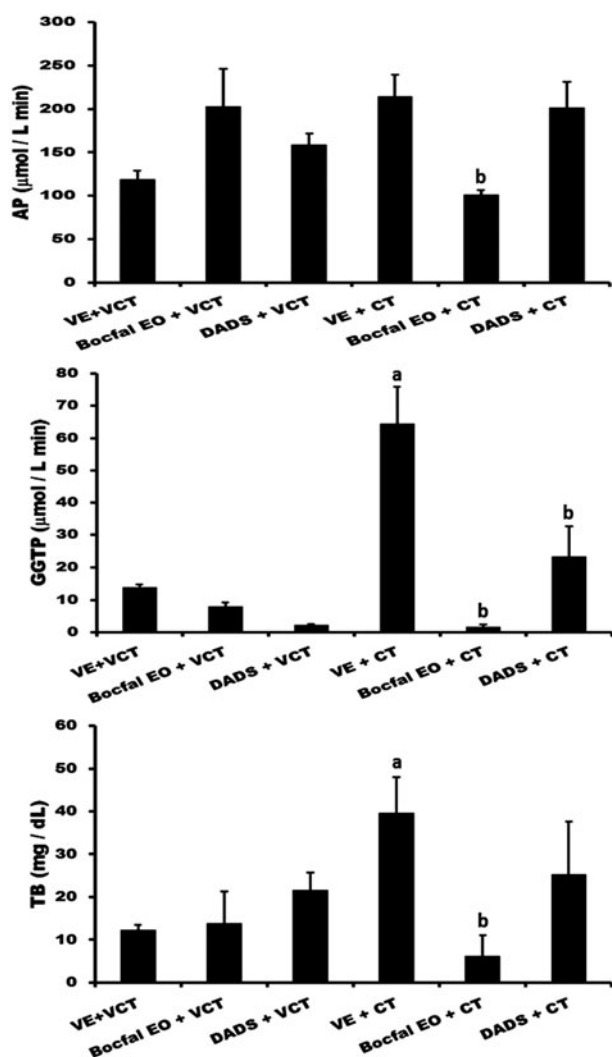 300
250
200
150
100
50
0
AP (μmol / L min)
b
VE+VCT
Bocfal EO + VCT
DADS + VCT
VE + CT
Bocfal EO + CT
DADS + CT
80
70
60
50
40
30
20
10
0
GGTP (μmol / L min)
a
b
b
VE+VCT
Bocfal EO + VCT
DADS + VCT
VE + CT
Bocfal EO + CT
DADS + CT
60
50
40
30
20
10
0
TB (mg / dL)
a
b
VE+VCT
Bocfal EO + VCT
DADS + VCT
VE + CT
Bocfal EO + CT
DADS + CT